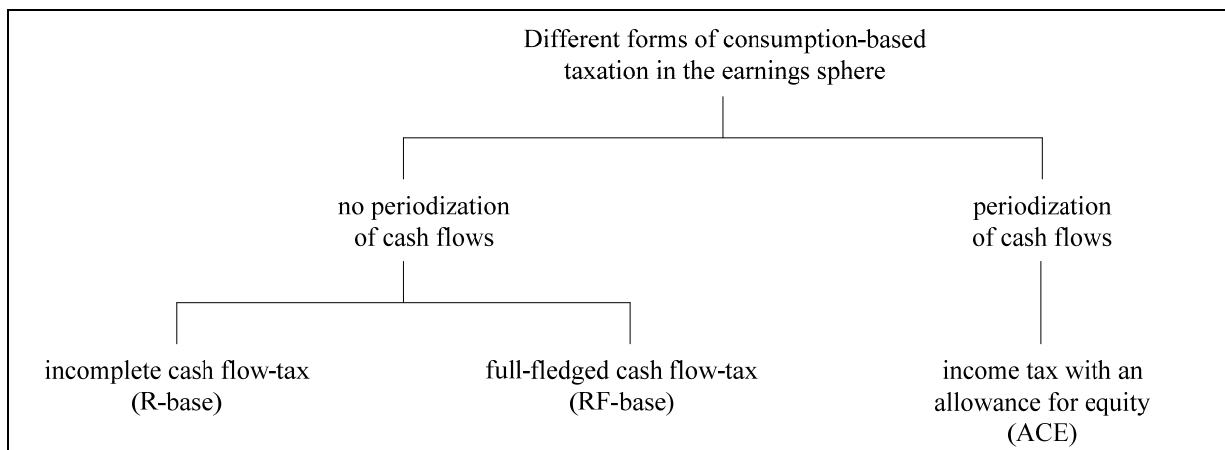 Different forms of consumption-based
taxation in the earnings sphere
no periodization
of cash flows
periodization
of cash flows
incomplete cash flow-tax
(R-base)
full-fledged cash flow-tax
(RF-base)
income tax with an
allowance for equity
(ACE)